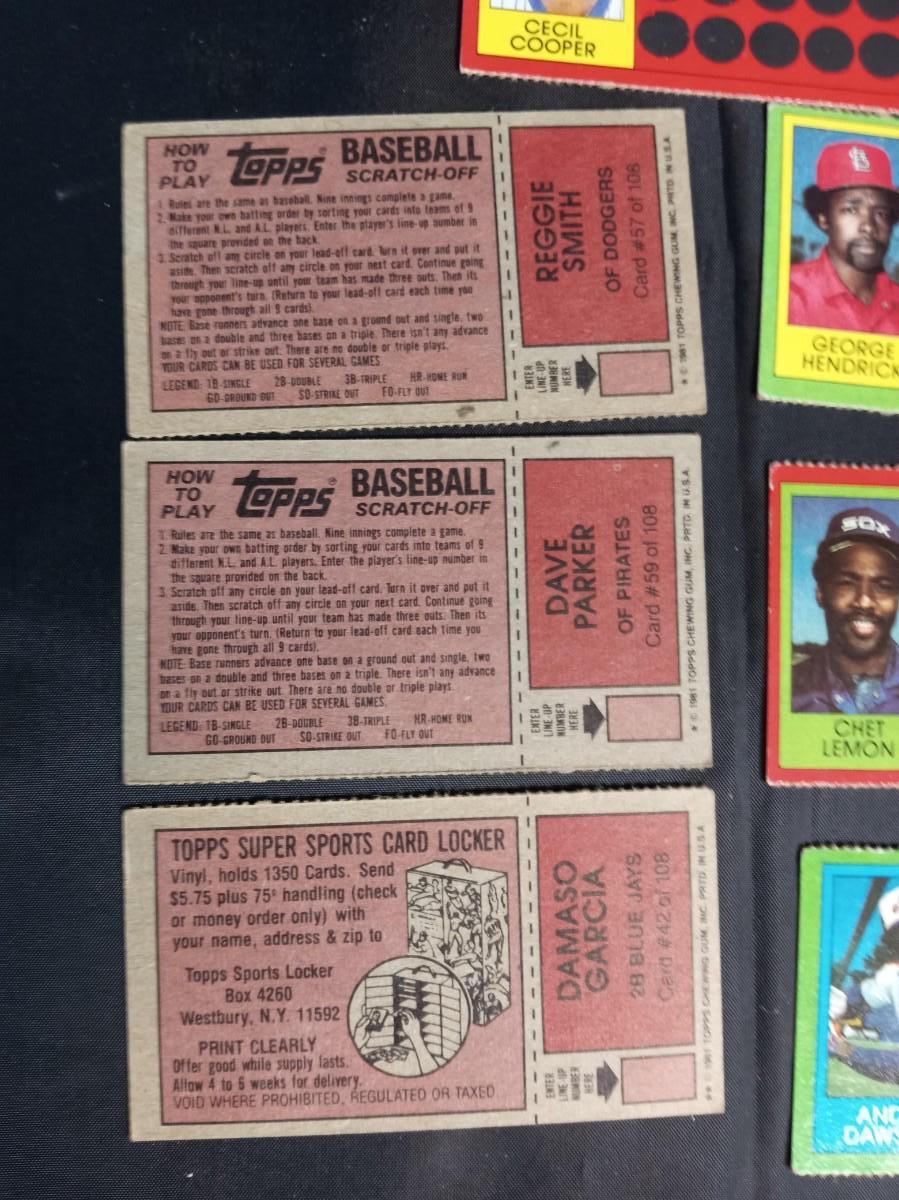 CECIL
COOPER
HOW
TO
PLAY
TOPPS®
BASEBALL
SCRATCH-OFF
1. Rules are the same as baseball. Nine innings complete a game.
2. Make your own batting order by sorting your cards into teams of 9
different N.L. and A.L. players. Enter the player's line-up number in
the square provided on the back.
3. Scratch off any circle on your lead-off card. Turn it over and put it
aside. Then scratch off any circle on your next card. Continue going
through your line-up until your team has made three outs. Then its
your opponent's turn. (Return to your lead-off card each time you
have gone through all 9 cards).
NOTE: Base runners advance one base on a ground out and single, two
bases on a double and three bases on a triple. There isn't any advance
on a fly out or strike out. There are no double or triple plays.
YOUR CARDS CAN BE USED FOR SEVERAL GAMES.
LEGEND: 1B-SINGLE 2B-DOUBLE 3B-TRIPLE HR-HOME RUN
GO-GROUND OUT SO-STRIKE OUT FO-FLY OUT
REGGIE
SMITH
OF DODGERS
Card #57 of 108
ENTER
LINE-UP
NUMBER
HERE
* © 1981 TOPPS CHEWING GUM, INC. PRTD. IN U.S.A.
GEORGE
HENDRICK
HOW
TO
PLAY
TOPPS®
BASEBALL
SCRATCH-OFF
1. Rules are the same as baseball. Nine innings complete a game.
2. Make your own batting order by sorting your cards into teams of 9
different N.L. and A.L. players. Enter the player's line-up number in
the square provided on the back.
3. Scratch off any circle on your lead-off card. Turn it over and put it
aside. Then scratch off any circle on your next card. Continue going
through your line-up until your team has made three outs. Then its
your opponent's turn. (Return to your lead-off card each time you
have gone through all 9 cards).
NOTE: Base runners advance one base on a ground out and single, two
bases on a double and three bases on a triple. There isn't any advance
on a fly out or strike out. There are no double or triple plays.
YOUR CARDS CAN BE USED FOR SEVERAL GAMES.
LEGEND: 1B-SINGLE 2B-DOUBLE 3B-TRIPLE HR-HOME RUN
GO-GROUND OUT SO-STRIKE OUT FO-FLY OUT
DAVE
PARKER
OF PIRATES
Card #59 of 108
ENTER
LINE-UP
NUMBER
HERE
* © 1981 TOPPS CHEWING GUM, INC. PRTD. IN U.S.A.
SOX
CHET
LEMON
TOPPS SUPER SPORTS CARD LOCKER
Vinyl, holds 1350 Cards. Send
$5.75 plus 75¢ handling (check
or money order only) with
your name, address & zip to
Topps Sports Locker
Box 4260
Westbury, N.Y. 11592
PRINT CLEARLY
Offer good while supply lasts.
Allow 4 to 6 weeks for delivery.
VOID WHERE PROHIBITED, REGULATED OR TAXED.
DAMASO
GARCIA
2B BLUE JAYS
Card #42 of 108
ENTER
LINE-UP
NUMBER
HERE
** © 1981 TOPPS CHEWING GUM, INC. PRTD. IN U.S.A.
AND
DAWS